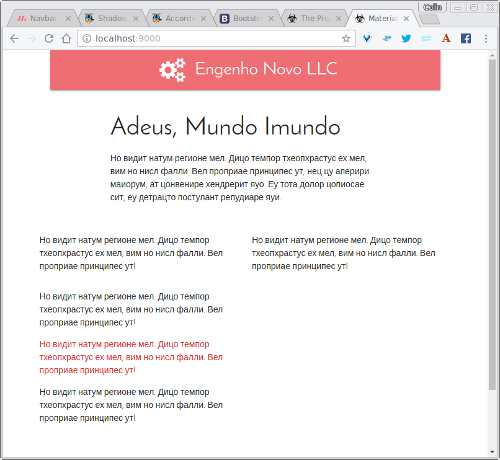 Navbar
Shadow
Accordi
Bootstr
The Pro
Material
Colin
localhost:9000
Engenho Novo LLC
Adeus, Mundo Imundo
Но видит натум регионе мел. Дицо темпор тхеопхрастус ех мел,
вим но нисл фалли. Вел проприае принципес ут, нец цу аперири
маиорум, ат цонвенире хендрерит яуо. Еу тота долор цопиосае
сит, еу детрацто постулант репудиаре яуи.
Но видит натум регионе мел. Дицо темпор
тхеопхрастус ех мел, вим но нисл фалли. Вел
проприае принципес ут!
Но видит натум регионе мел. Дицо темпор
тхеопхрастус ех мел, вим но нисл фалли. Вел
проприае принципес ут!
Но видит натум регионе мел. Дицо темпор
тхеопхрастус ех мел, вим но нисл фалли. Вел
проприае принципес ут!
Но видит натум регионе мел. Дицо темпор
тхеопхрастус ех мел, вим но нисл фалли. Вел
проприае принципес ут!
Но видит натум регионе мел. Дицо темпор
тхеопхрастус ех мел, вим но нисл фалли. Вел
проприае принципес ут!